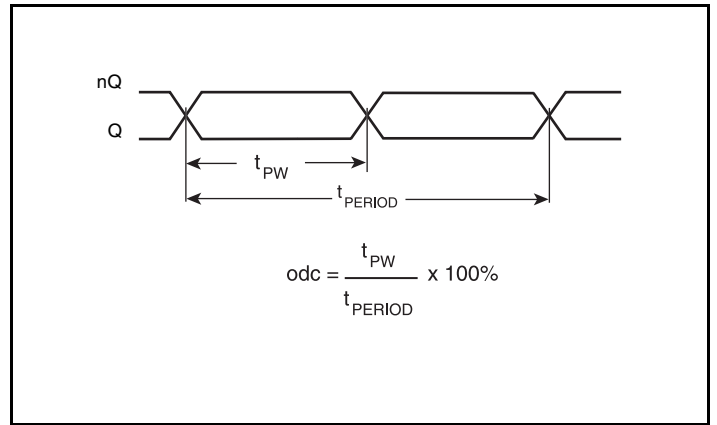 nQ
Q
tPW
tPERIOD
odc = tPW / tPERIOD x 100%